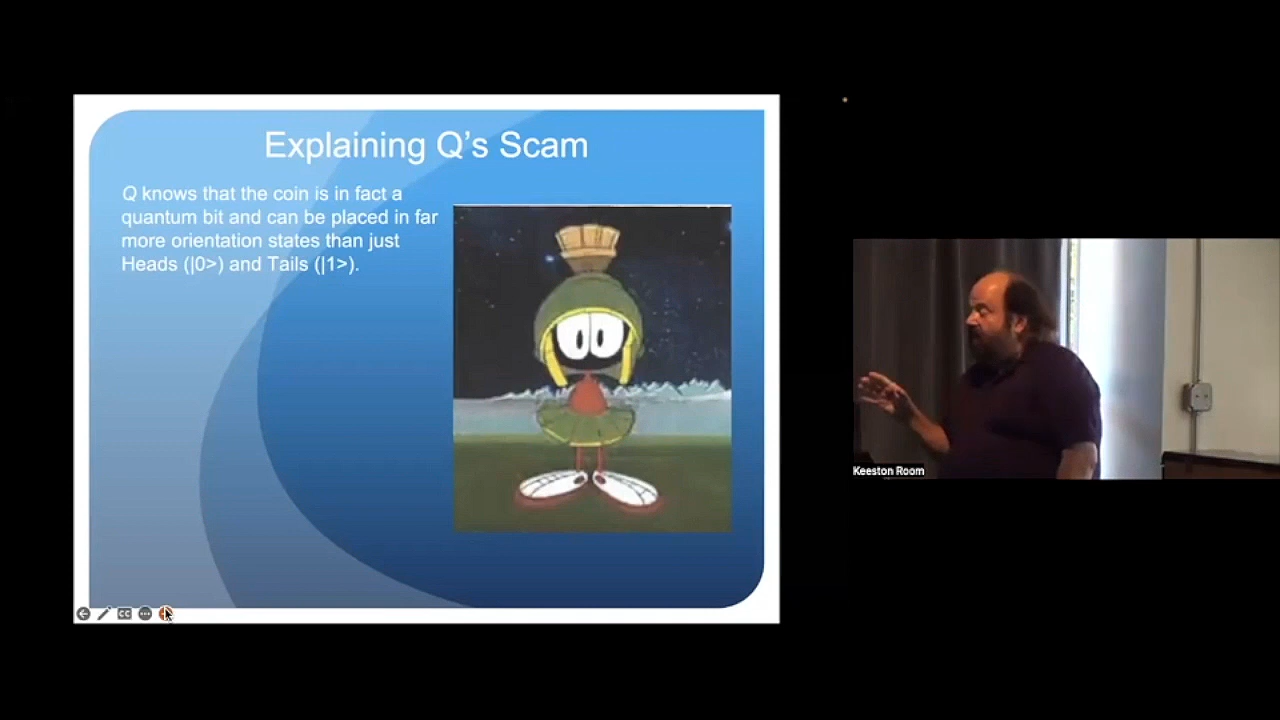 Explaining Q's Scam
Q knows that the coin is in fact a
quantum bit and can be placed in far
more orientation states than just
Heads (|0>) and Tails (|1>).
CC
Keeston Room